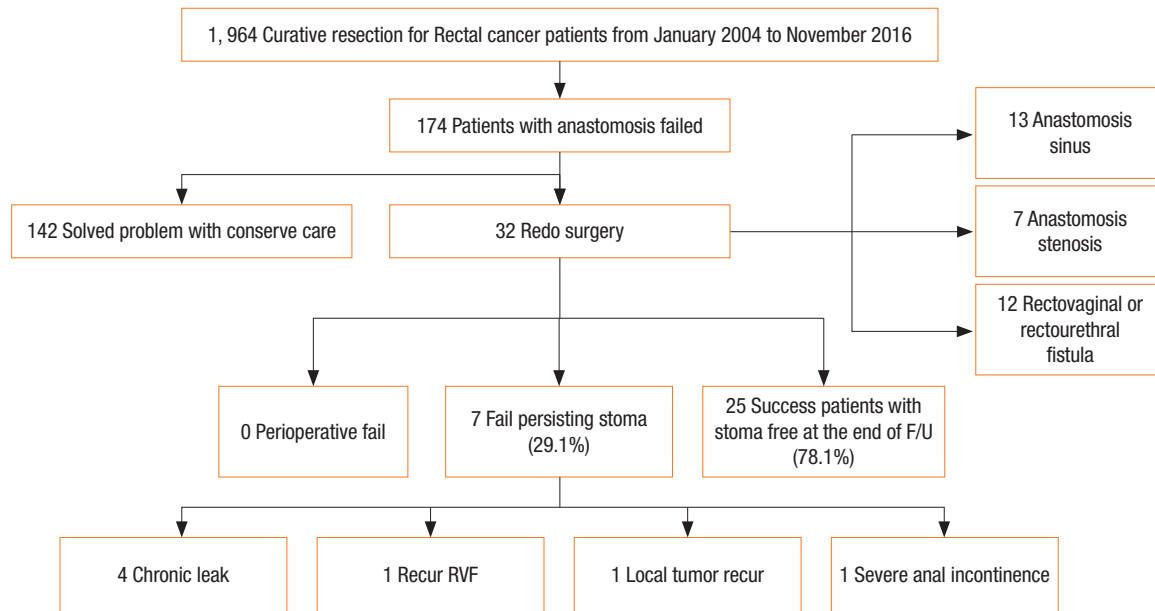 1, 964 Curative resection for Rectal cancer patients from January 2004 to November 2016
174 Patients with anastomosis failed
13 Anastomosis
sinus
142 Solved problem with conserve care
32 Redo surgery
7 Anastomosis
stenosis
12 Rectovaginal or
rectourethral
fistula
0 Perioperative fail
7 Fail persisting stoma
(29.1%)
25 Success patients with
stoma free at the end of F/U
(78.1%)
4 Chronic leak
1 Recur RVF
1 Local tumor recur
1 Severe anal incontinence